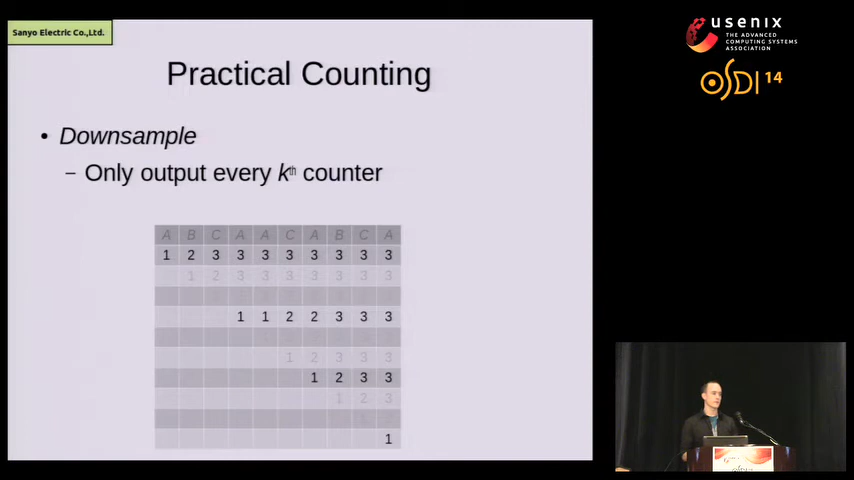 Sanyo Electric Co.,Ltd.
usenix
THE ADVANCED
COMPUTING SYSTEMS
ASSOCIATION
OSDI 14
Practical Counting
• Downsample
– Only output every kth counter
A B C A A C A B C A
1 2 3 3 3 3 3 3 3 3
1 2 3 3 3 3 3 3 3
1 1 2 2 3 3 3
1 2 3 3 3
1 2 3 3
1 2 3
1